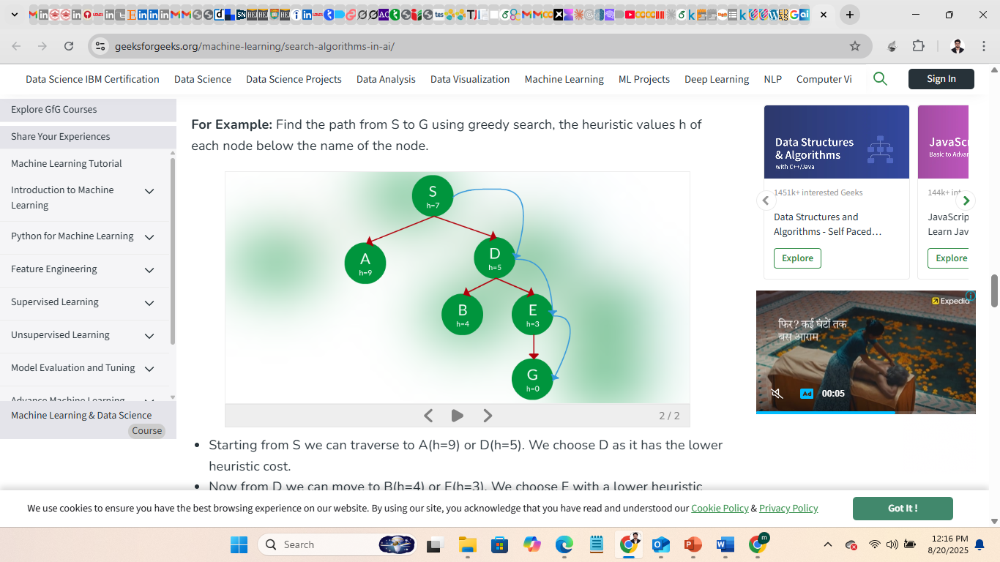 geeksforgeeks.org/machine-learning/search-algorithms-in-ai/
Data Science IBM Certification Data Science Data Science Projects Data Analysis Data Visualization Machine Learning ML Projects Deep Learning NLP Computer Vi
Sign In
Explore GfG Courses
Share Your Experiences
Machine Learning Tutorial
Introduction to Machine
Learning
Python for Machine Learning
Feature Engineering
Supervised Learning
Unsupervised Learning
Model Evaluation and Tuning
Advance Machine Learning
Machine Learning & Data Science
Course
For Example: Find the path from S to G using greedy search, the heuristic values h of
each node below the name of the node.
S
h=7
A
h=9
D
h=5
B
h=4
E
h=3
G
h=0
2 / 2
Starting from S we can traverse to A(h=9) or D(h=5). We choose D as it has the lower
heuristic cost.
Now from D we can move to B(h=4) or E(h=3). We choose E with a lower heuristic
Data Structures
& Algorithms
with C++/Java
1451k+ interested Geeks
Data Structures and
Algorithms - Self Paced…
Explore
JavaScr
Basic to Advan
144k+ int
JavaScrip
Learn Jav
Explore
Expedia
फिर? कई घंटों तक
बस आराम
Ad 00:05
We use cookies to ensure you have the best browsing experience on our website. By using our site, you acknowledge that you have read and understood our Cookie Policy & Privacy Policy
Got It !
Search
12:16 PM
8/20/2025